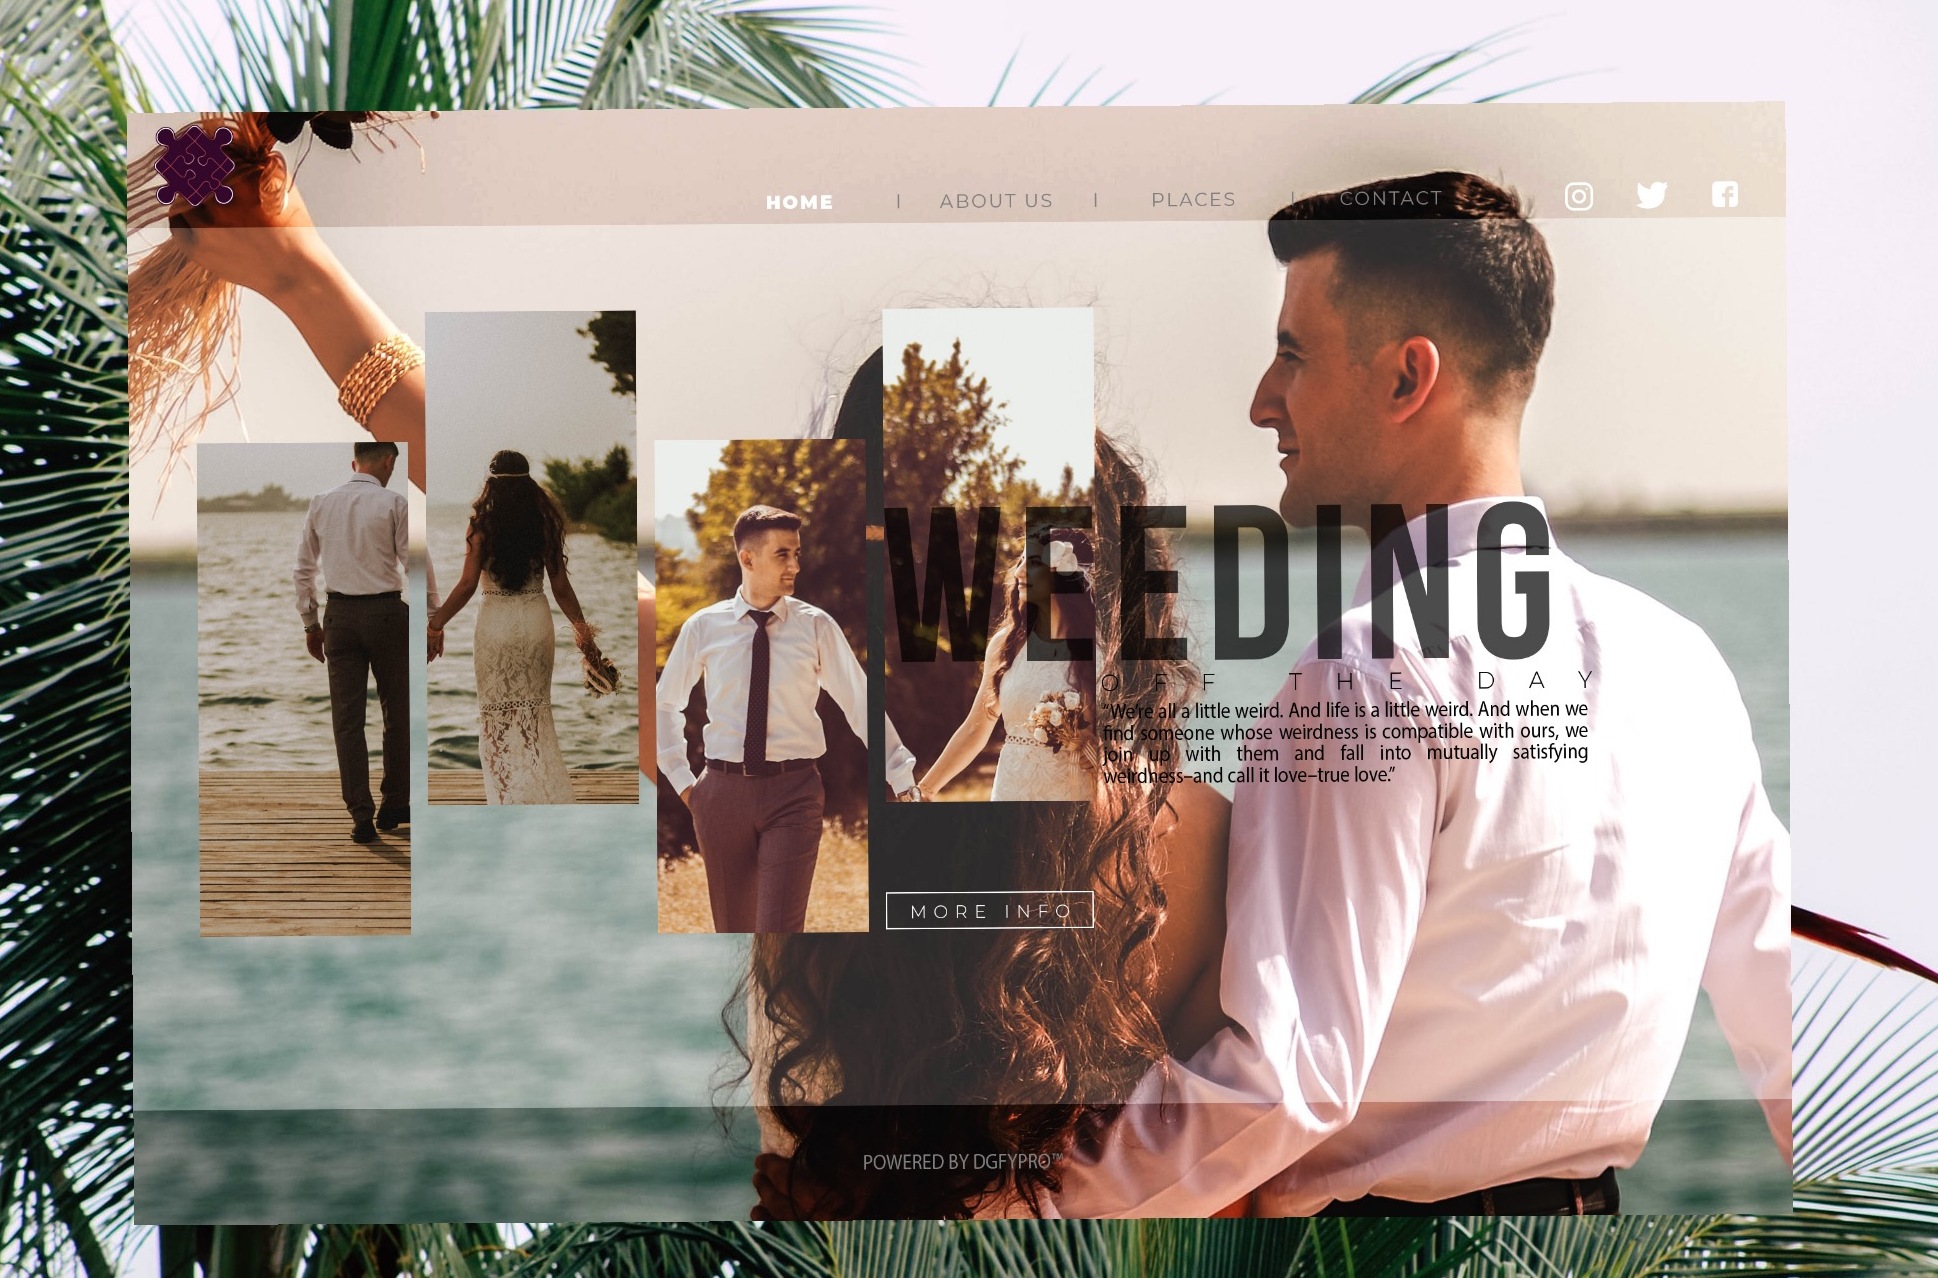 HOME | ABOUT US | PLACES | CONTACT
WEEDING
OFF THE DAY
“We’re all a little weird. And life is a little weird. And when we
find someone whose weirdness is compatible with ours, we
join up with them and fall into mutually satisfying
weirdness–and call it love–true love.”
MORE INFO
POWERED BY DGFYPRO™